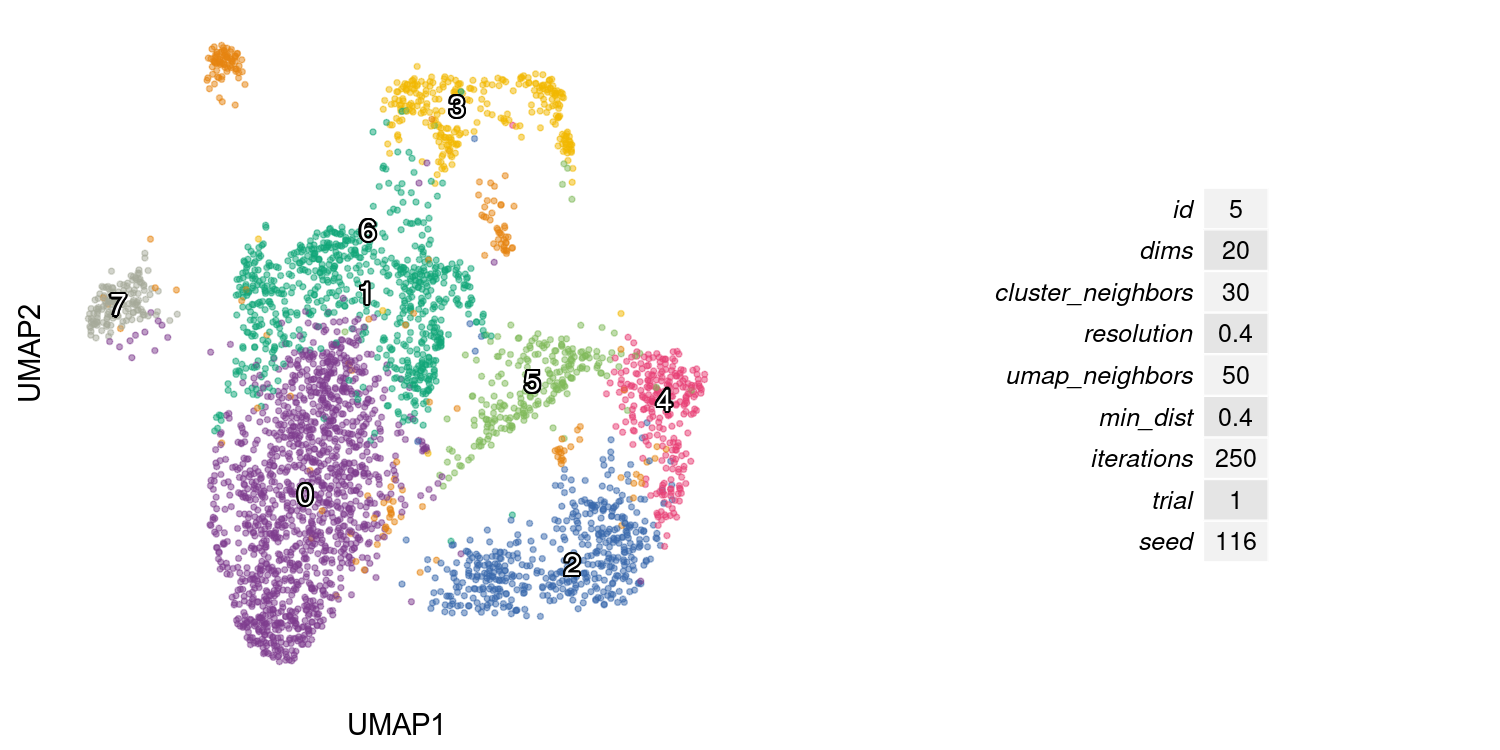 3
6
1
7
5
4
0
2
UMAP2
UMAP1
id 5
dims 20
cluster_neighbors 30
resolution 0.4
umap_neighbors 50
min_dist 0.4
iterations 250
trial 1
seed 116